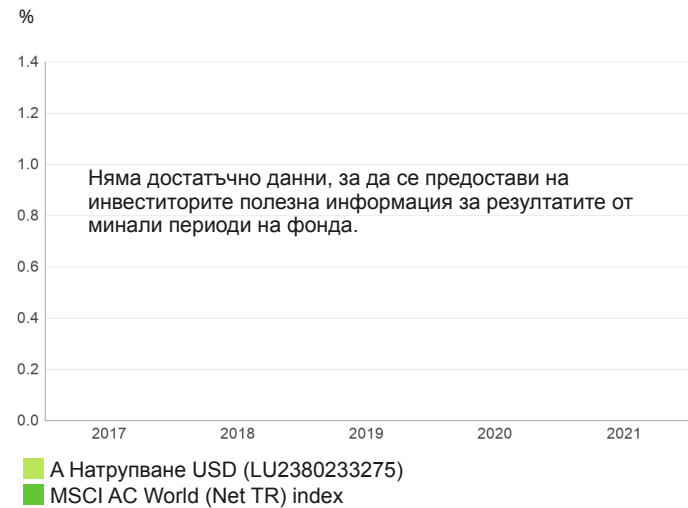 %
1.4
1.2
1.0
Няма достатъчно данни, за да се предостави на
инвеститорите полезна информация за резултатите от
0.8
минали периоди на фонда.
0.6
0.4
0.2
0.0
2017 2018 2019 2020 2021
А Натрупване USD (LU2380233275)
MSCI AC World (Net TR) index